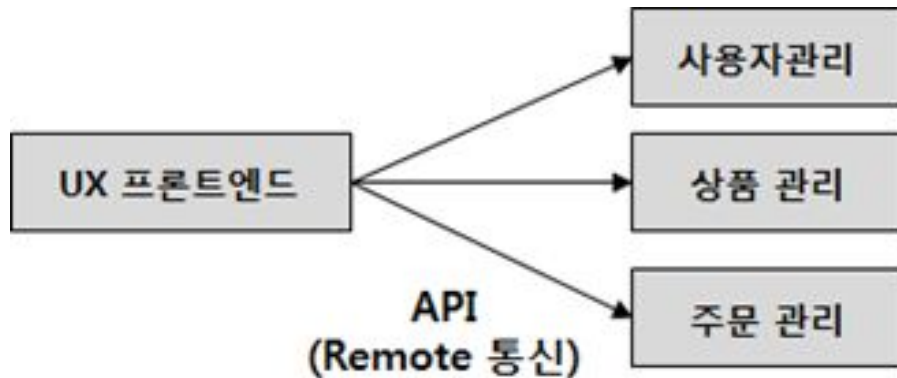 사용자관리
UX 프론트엔드
상품 관리
API
(Remote 통신)
주문 관리